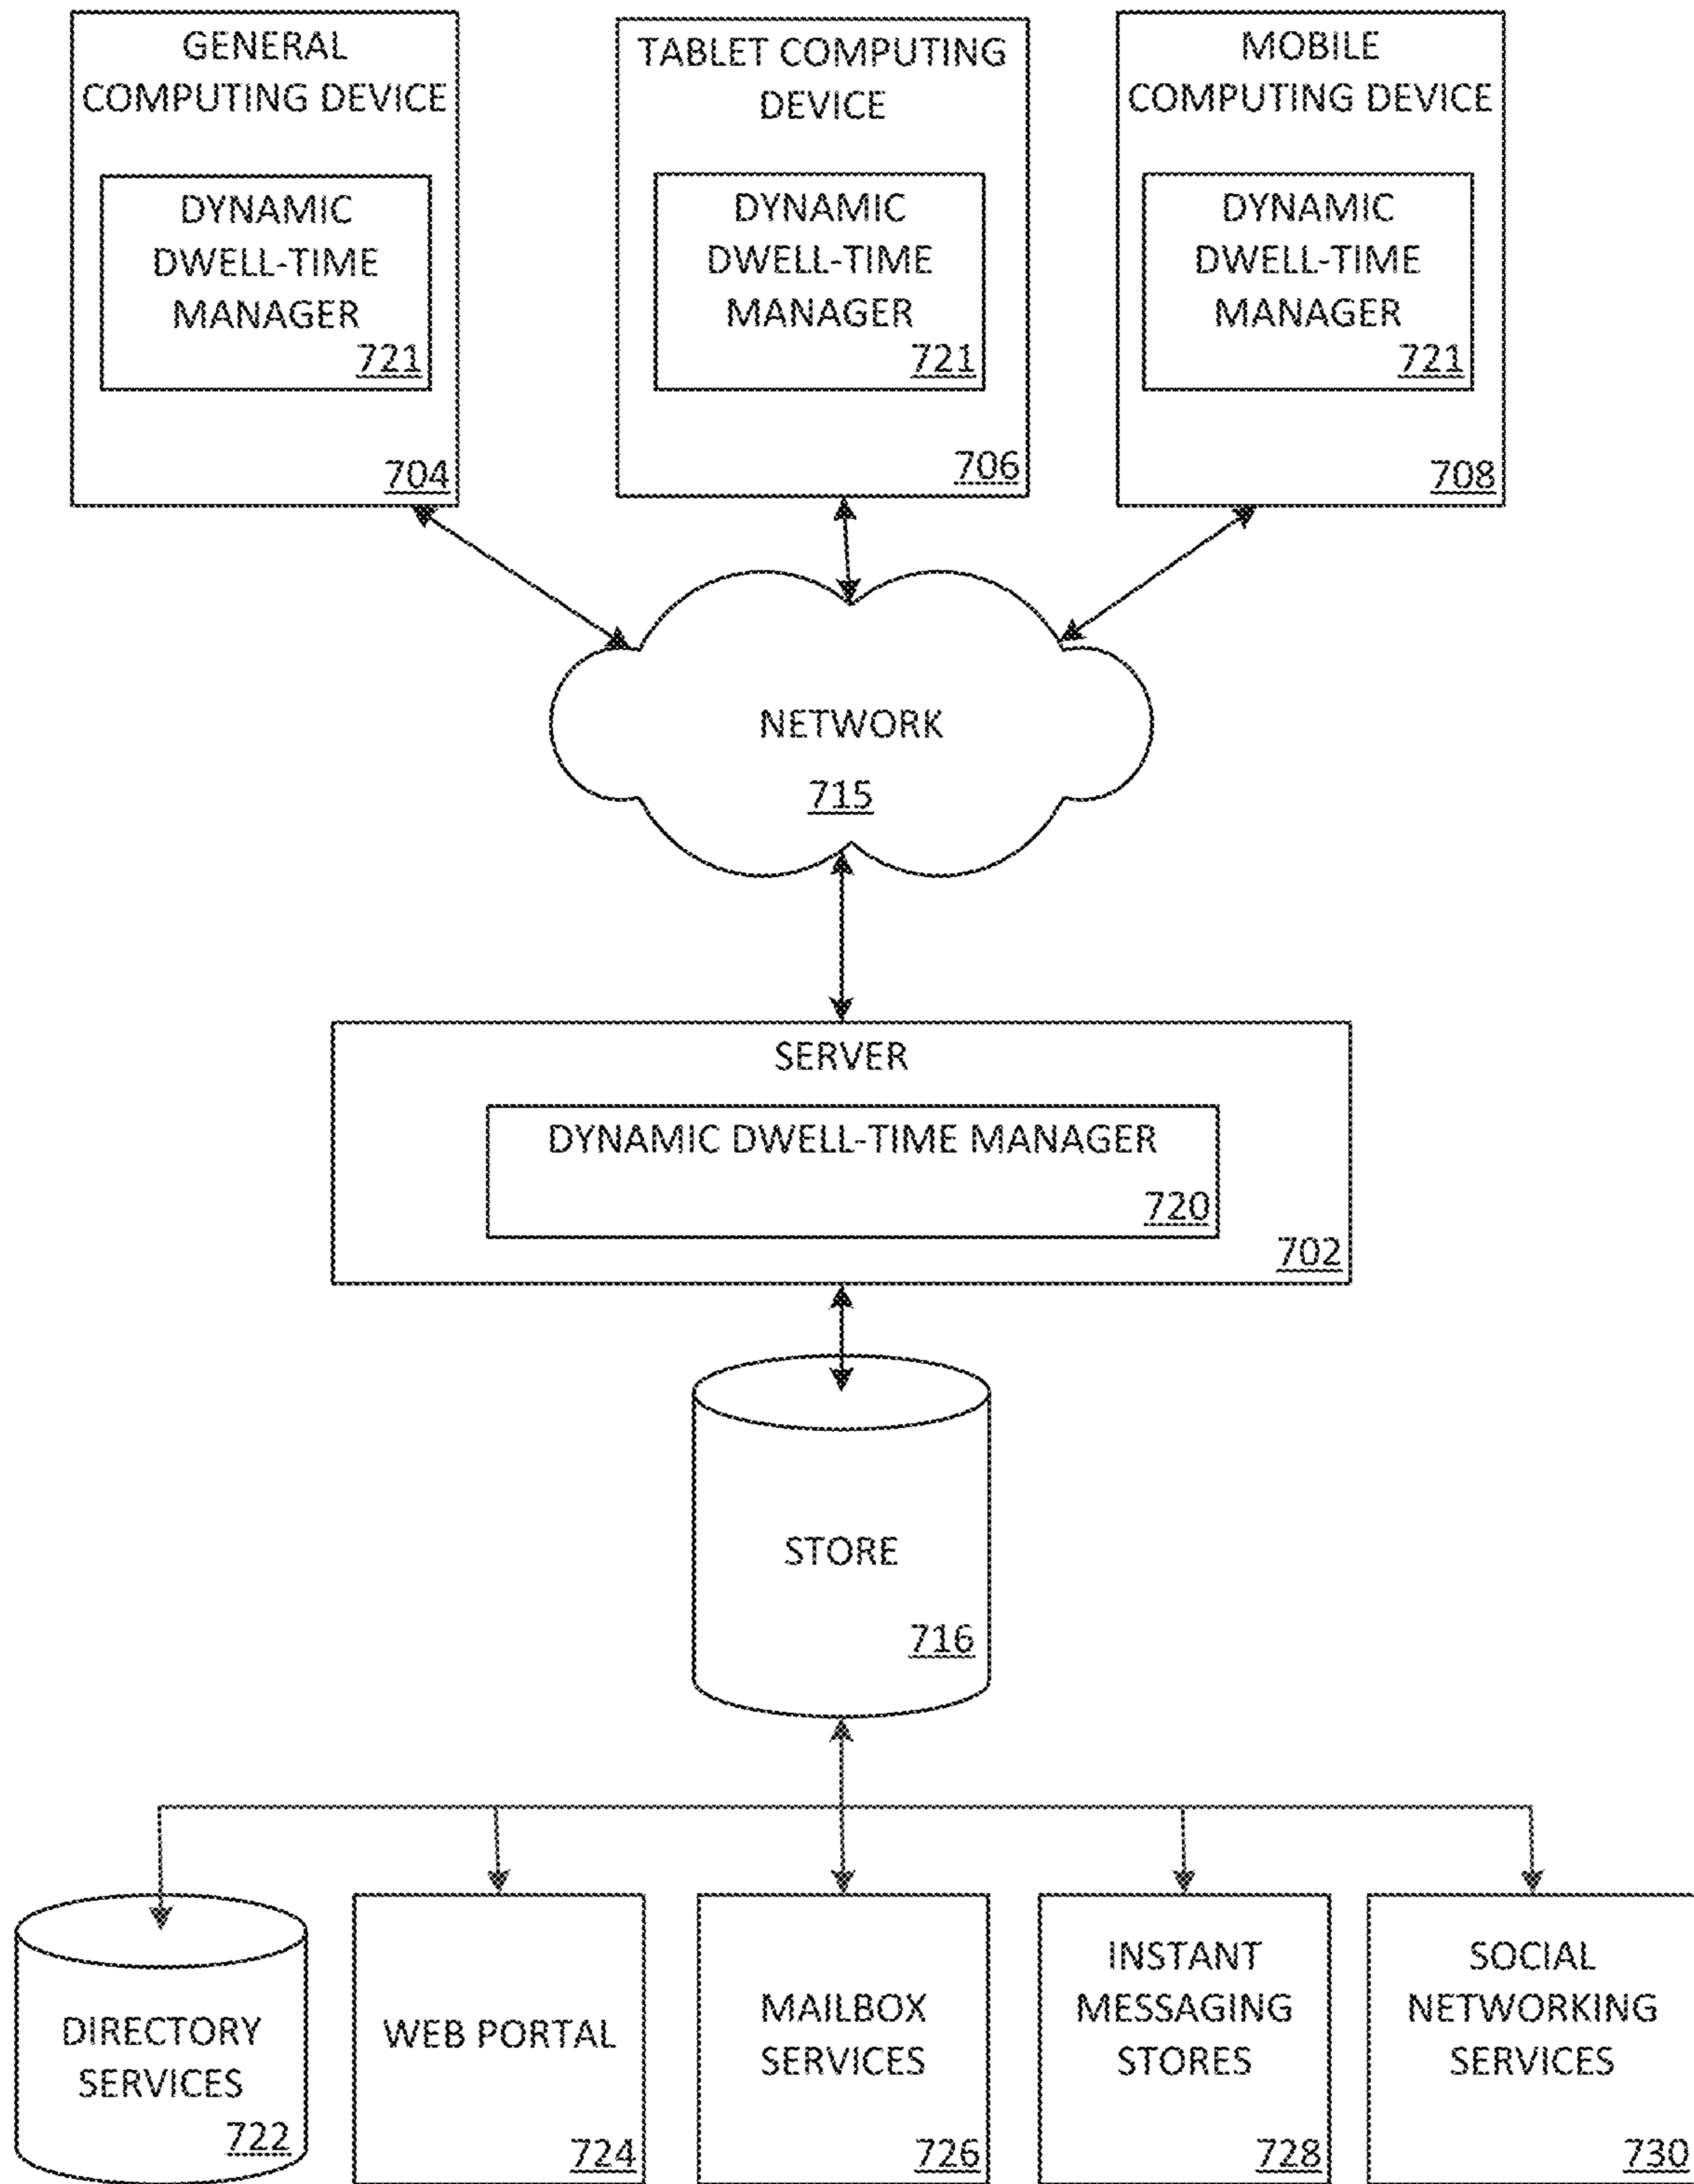 GENERAL
COMPUTING DEVICE
DYNAMIC
DWELL-TIME
MANAGER
721
704
TABLET COMPUTING
DEVICE
DYNAMIC
DWELL-TIME
MANAGER
721
706
MOBILE
COMPUTING DEVICE
DYNAMIC
DWELL-TIME
MANAGER
721
708
NETWORK
715
SERVER
DYNAMIC DWELL-TIME MANAGER
720
702
STORE
716
DIRECTORY
SERVICES
722
WEB PORTAL
724
MAILBOX
SERVICES
726
INSTANT
MESSAGING
STORES
728
SOCIAL
NETWORKING
SERVICES
730